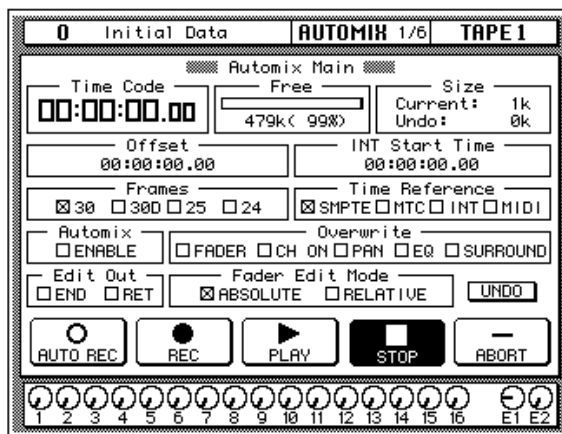 0 Initial Data AUTOMIX 1/6 TAPE 1
Automix Main
Time Code Free Size
00:00:00.00 479k( 99%) Current: 1k
Undo: 0k
Offset INT Start Time
00:00:00.00 00:00:00.00
Frames Time Reference
30 30D 25 24 SMPTE MTC INT MIDI
Automix Overwrite
ENABLE FADER CH ON PAN EQ SURROUND
Edit Out Fader Edit Mode
END RET ABSOLUTE RELATIVE UNDO
AUTO REC REC PLAY STOP ABORT
1 2 3 4 5 6 7 8 9 10 11 12 13 14 15 16 E1 E2